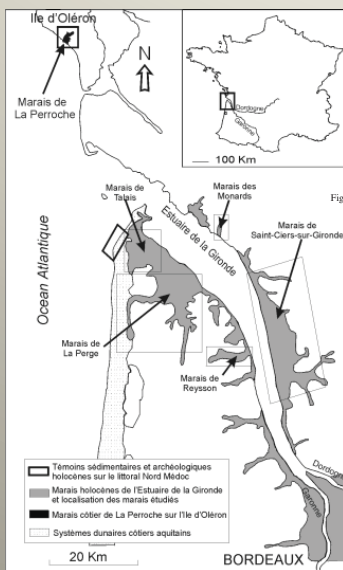 Ile d'Oléron
Marais de
La Perroche
N
Dordogne
Garonne
100 Km
Marais de
Talais
Marais des
Monards
Fig
Estuaire de la Gironde
Marais de
Saint-Ciers-sur-Gironde
Ocean Atlantique
Marais de
La Perge
Marais de
Reysson
Témoins sédimentaires et archèologiques
holocènes sur le littoral Nord Médoc
Marais holocènes de l'Estuaire de la Gironde
et localisation des marais étudiés
Marais côtier de La Perroche sur l'Ile d'Oléron
Systèmes dunaires côtiers aquitains
Dordogne
Garonne
20 Km
BORDEAUX